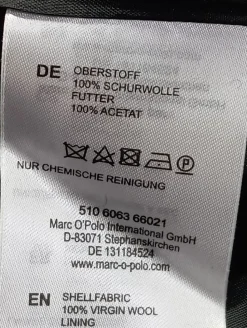 DE OBERSTOFF
100% SCHURWOLLE
FUTTER
100% ACETAT
P
NUR CHEMISCHE REINIGUNG
510 6063 66021
Marc O'Polo International GmbH
D-83071 Stephanskirchen
DE 131184524
www.marc-o-polo.com
EN SHELLFABRIC
100% VIRGIN WOOL
LINING